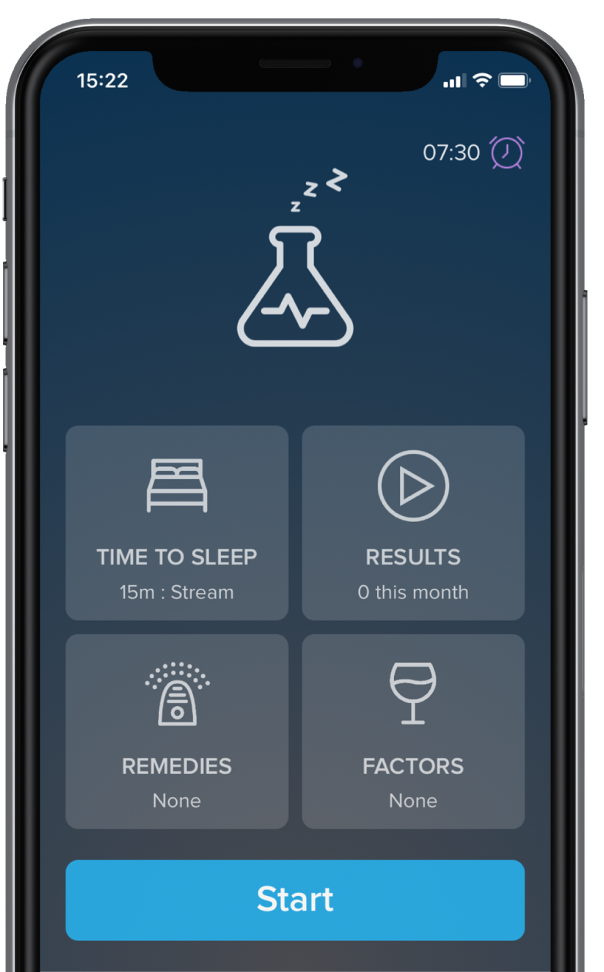 15:22
07:30
z z Z
TIME TO SLEEP
15m : Stream
RESULTS
0 this month
REMEDIES
None
FACTORS
None
Start